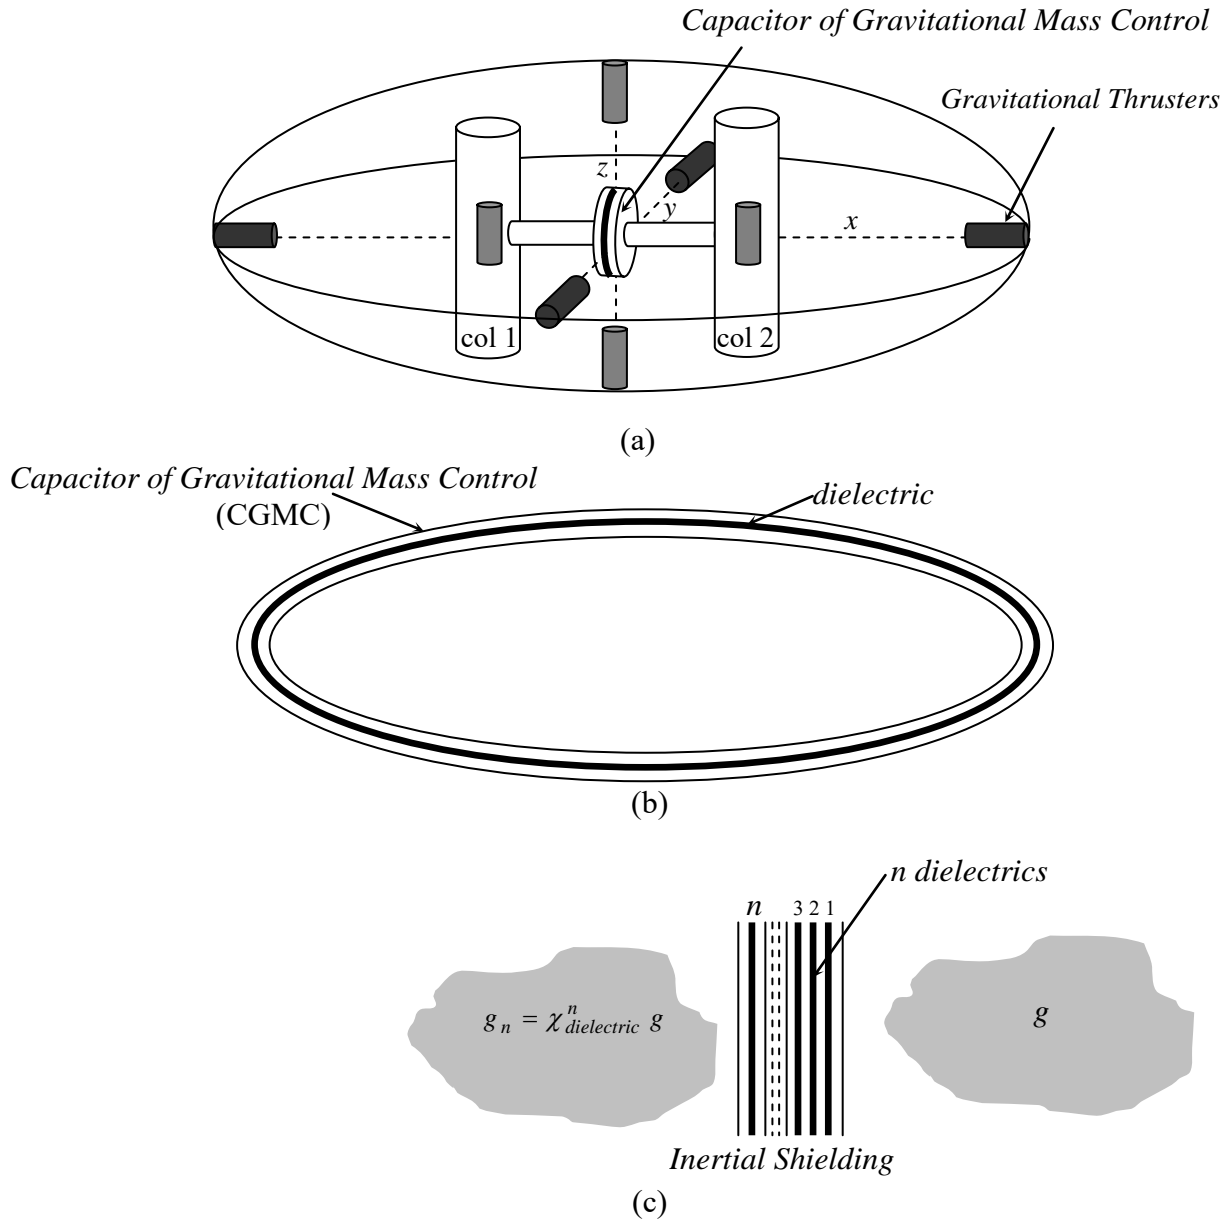 Capacitor of Gravitational Mass Control
Gravitational Thrusters
z
y
x
col 1
col 2
(a)
Capacitor of Gravitational Mass Control
(CGMC)
dielectric
(b)
n dielectrics
n 3 2 1
g_n = χ^n_dielectric g
g
Inertial Shielding
(c)